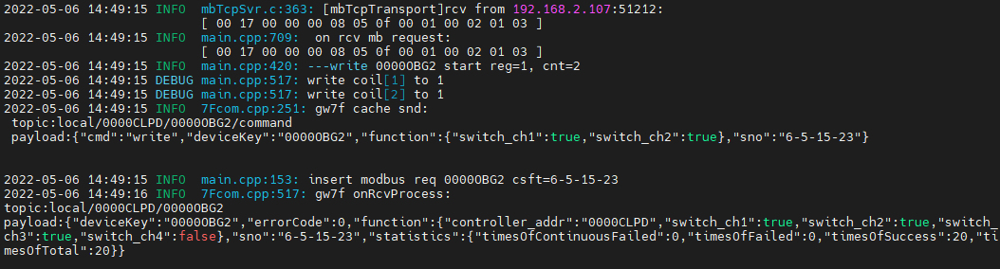 2022-05-06 14:49:15 INFO  mbTcpSvr.c:363: [mbTcpTransport]rcv from 192.168.2.107:51212:
[ 00 17 00 00 00 08 05 0f 00 01 00 02 01 03 ]
2022-05-06 14:49:15 INFO  main.cpp:709:  on rcv mb request:
[ 00 17 00 00 00 08 05 0f 00 01 00 02 01 03 ]
2022-05-06 14:49:15 INFO  main.cpp:420: ---write 0000OBG2 start reg=1, cnt=2
2022-05-06 14:49:15 DEBUG main.cpp:517: write coil[1] to 1
2022-05-06 14:49:15 DEBUG main.cpp:517: write coil[2] to 1
2022-05-06 14:49:15 INFO  7Fcom.cpp:251: gw7f cache snd:
topic:local/0000CLPD/0000OBG2/command
payload:{"cmd":"write","deviceKey":"0000OBG2","function":{"switch_ch1":true,"switch_ch2":true},"sno":"6-5-15-23"}
2022-05-06 14:49:15 INFO  main.cpp:153: insert modbus req 0000OBG2 csft=6-5-15-23
2022-05-06 14:49:16 INFO  7Fcom.cpp:517: gw7f onRcvProcess:
topic:local/0000CLPD/0000OBG2
payload:{"deviceKey":"0000OBG2","errorCode":0,"function":{"controller_addr":"0000CLPD","switch_ch1":true,"switch_ch2":true,"switch_
ch3":true,"switch_ch4":false},"sno":"6-5-15-23","statistics":{"timesOfContinuousFailed":0,"timesOfFailed":0,"timesOfSuccess":20,"ti
mesOfTotal":20}}